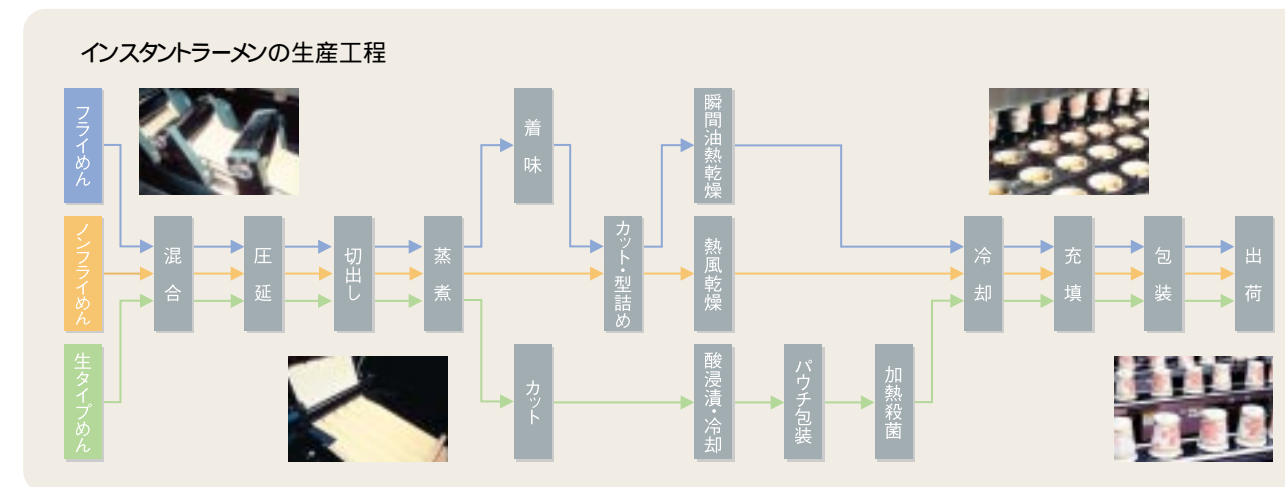 インスタントラーメンの生産工程
フライめん
ノンフライめん
生タイプめん
混合
圧延
切出し
蒸煮
着味
カット
カット・型詰め
瞬間油熱乾燥
熱風乾燥
酸浸漬・冷却
パウチ包装
加熱殺菌
冷却
充填
包装
出荷